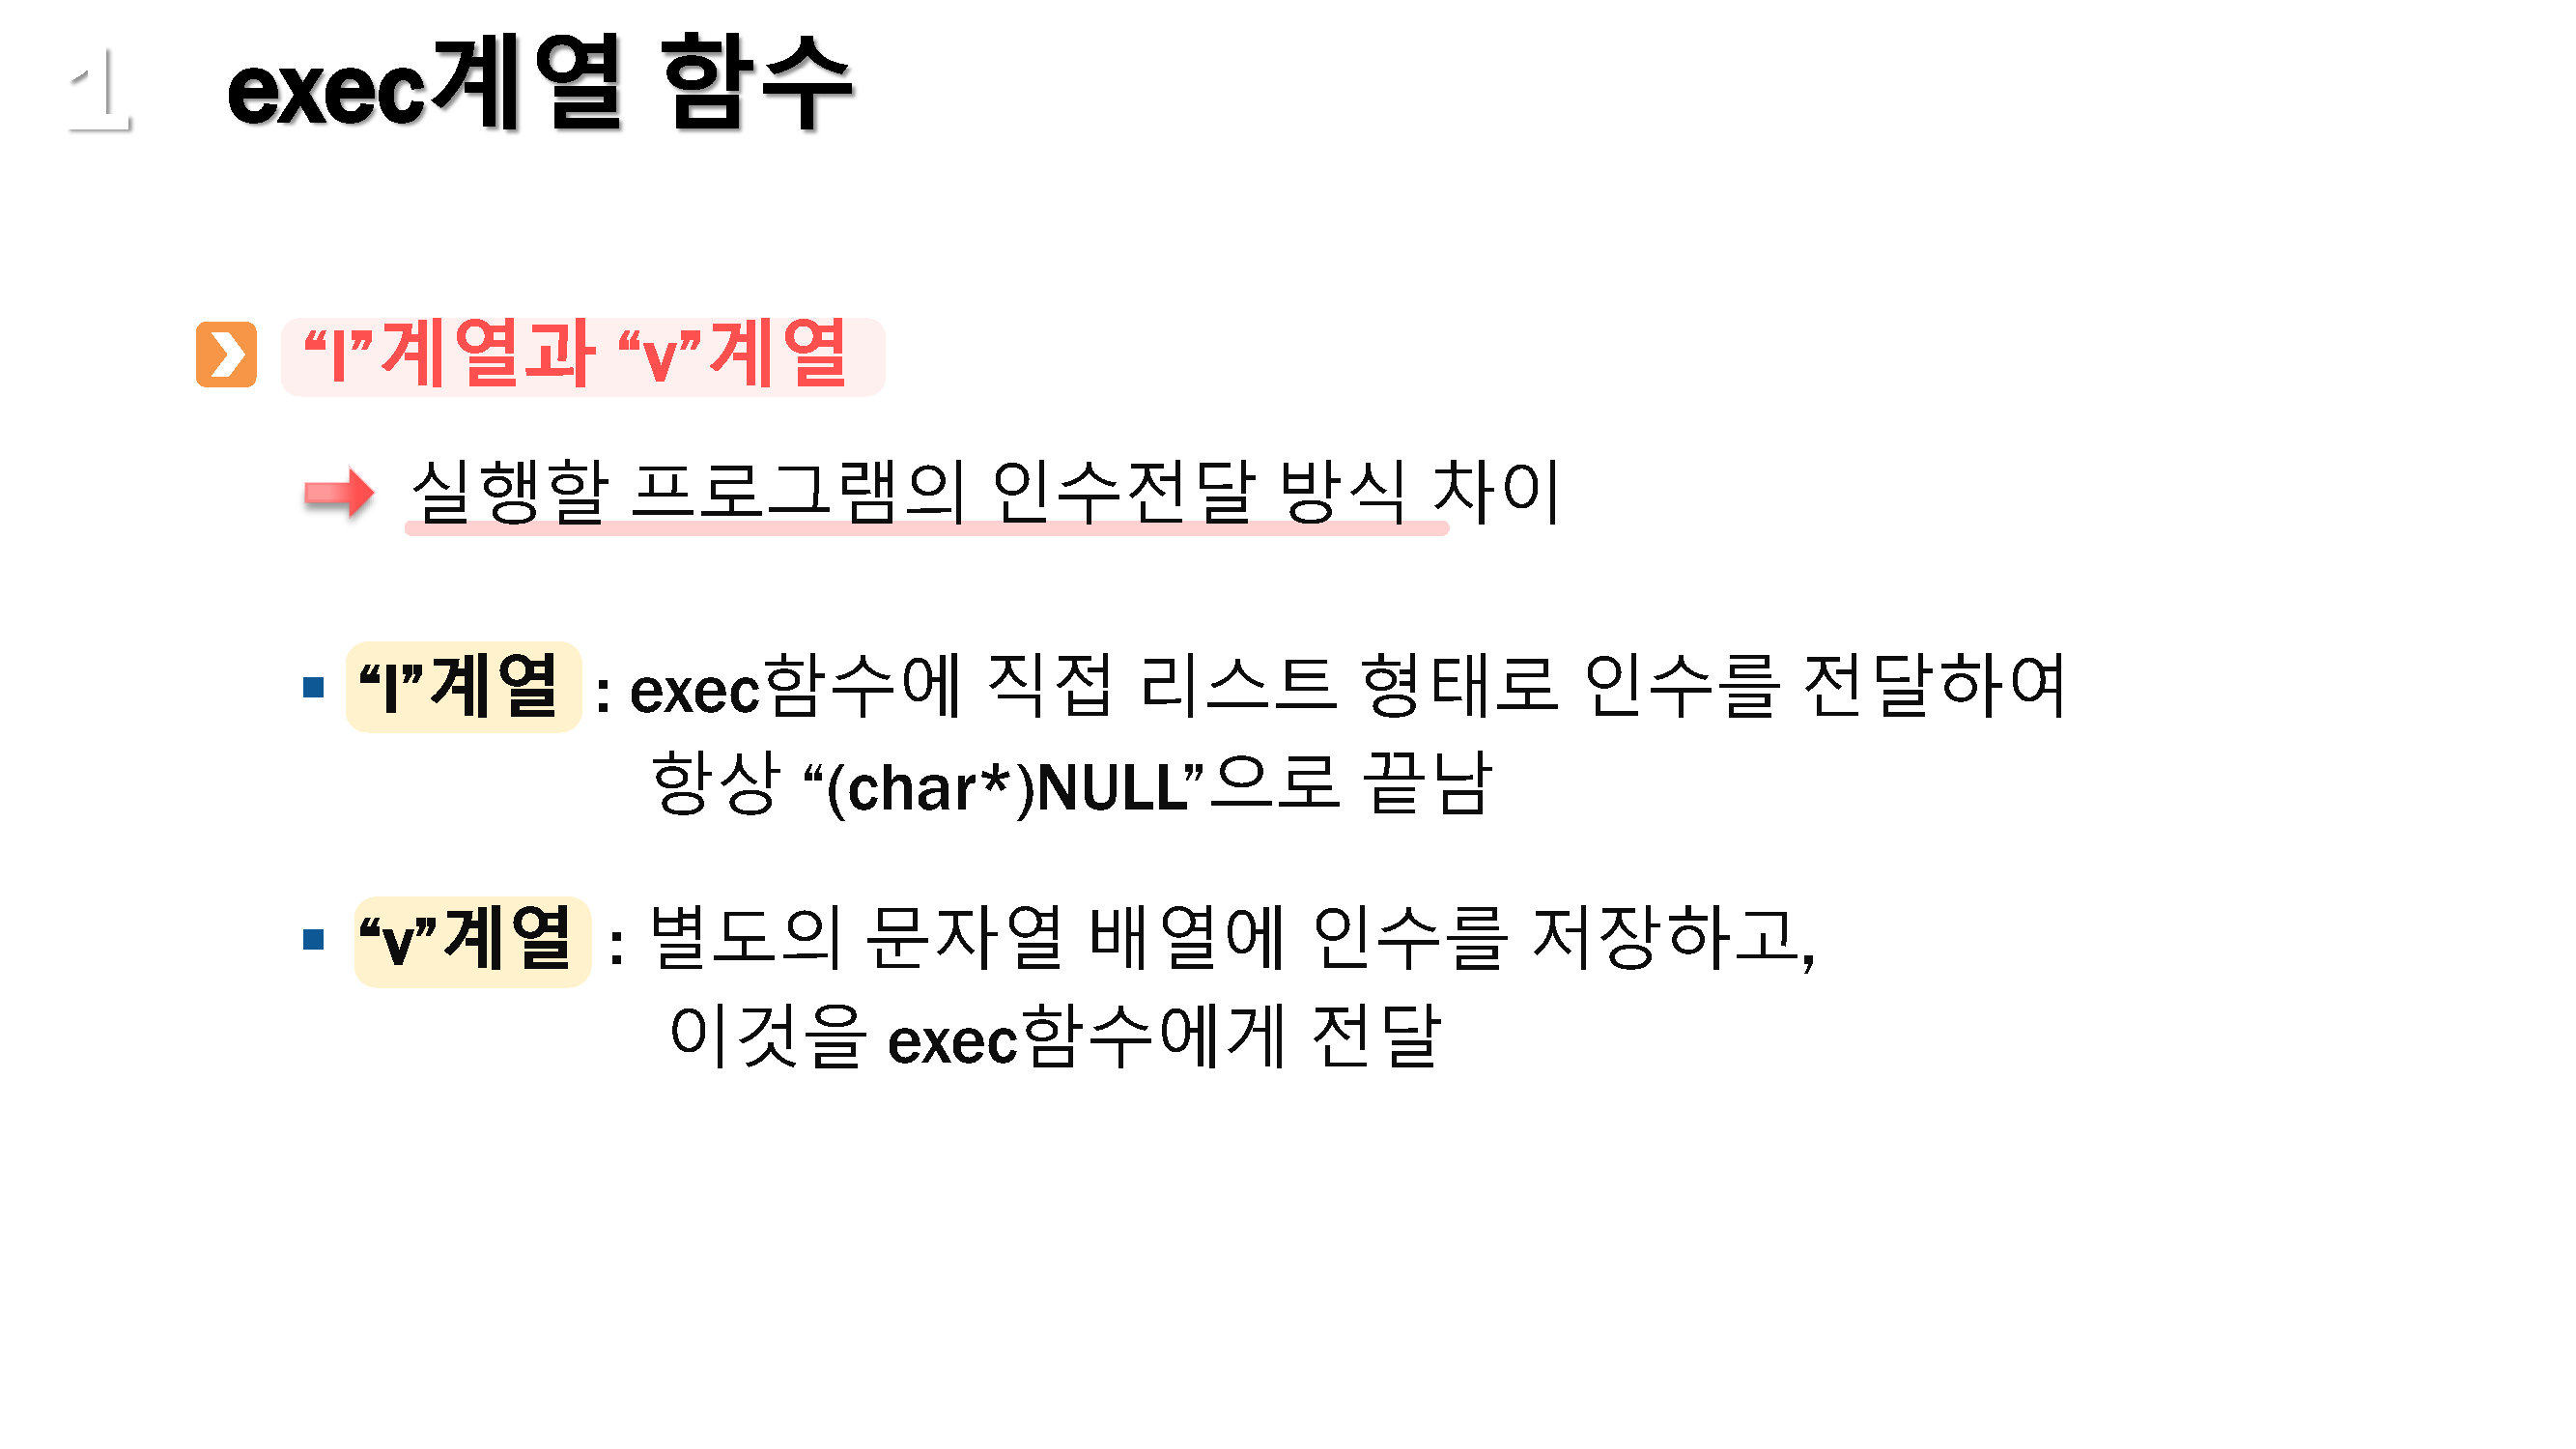 1 exec계열 함수
“l”계열과 “v”계열
실행할 프로그램의 인수전달 방식 차이
“l”계열 : exec함수에 직접 리스트 형태로 인수를 전달하여
항상 “(char*)NULL”으로 끝남
“v”계열 : 별도의 문자열 배열에 인수를 저장하고,
이것을 exec함수에게 전달